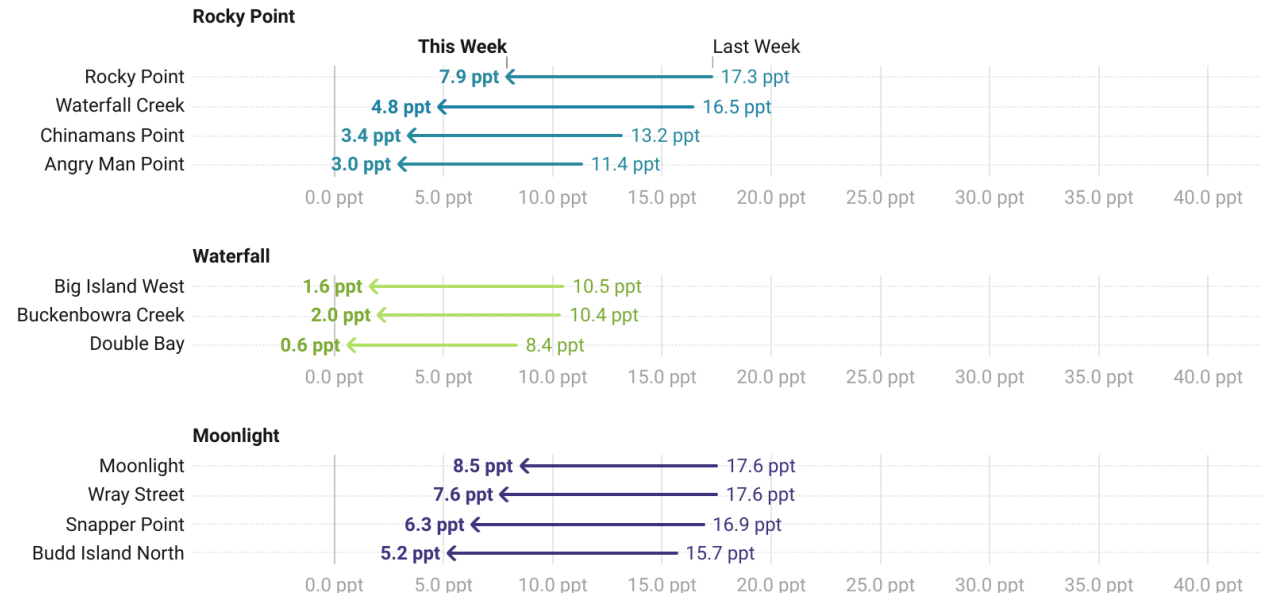 Rocky Point
This Week Last Week
Rocky Point 7.9 ppt 17.3 ppt
Waterfall Creek 4.8 ppt 16.5 ppt
Chinamans Point 3.4 ppt 13.2 ppt
Angry Man Point 3.0 ppt 11.4 ppt
0.0 ppt 5.0 ppt 10.0 ppt 15.0 ppt 20.0 ppt 25.0 ppt 30.0 ppt 35.0 ppt 40.0 ppt
Waterfall
Big Island West 1.6 ppt 10.5 ppt
Buckenbowra Creek 2.0 ppt 10.4 ppt
Double Bay 0.6 ppt 8.4 ppt
0.0 ppt 5.0 ppt 10.0 ppt 15.0 ppt 20.0 ppt 25.0 ppt 30.0 ppt 35.0 ppt 40.0 ppt
Moonlight
Moonlight 8.5 ppt 17.6 ppt
Wray Street 7.6 ppt 17.6 ppt
Snapper Point 6.3 ppt 16.9 ppt
Budd Island North 5.2 ppt 15.7 ppt
0.0 ppt 5.0 ppt 10.0 ppt 15.0 ppt 20.0 ppt 25.0 ppt 30.0 ppt 35.0 ppt 40.0 ppt